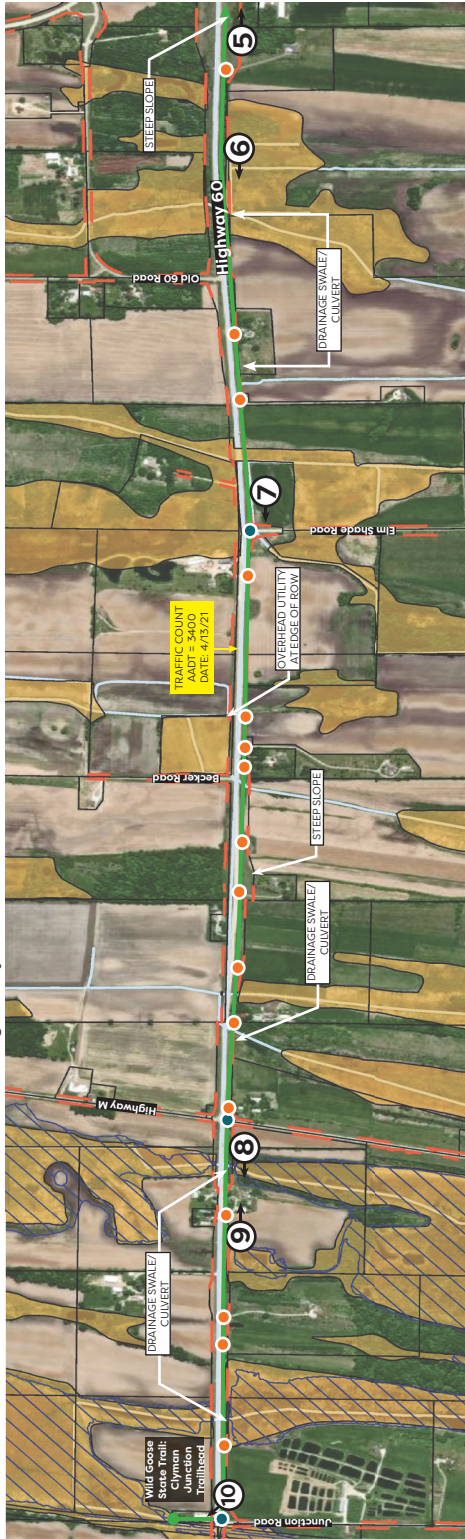 Wild Goose
State Trail:
Clyman
Junction
Trailhead
10
Junction Road
DRAINAGE SWALE/
CULVERT
9
8
Highway M
DRAINAGE SWALE/
CULVERT
STEEP SLOPE
Becker Road
OVERHEAD UTILITY
AT EDGE OF ROW
TRAFFIC COUNT
AADT = 3400
DATE: 4/13/21
7
Elm Shade Road
Old 60 Road
Highway 60
DRAINAGE SWALE/
CULVERT
6
STEEP SLOPE
5